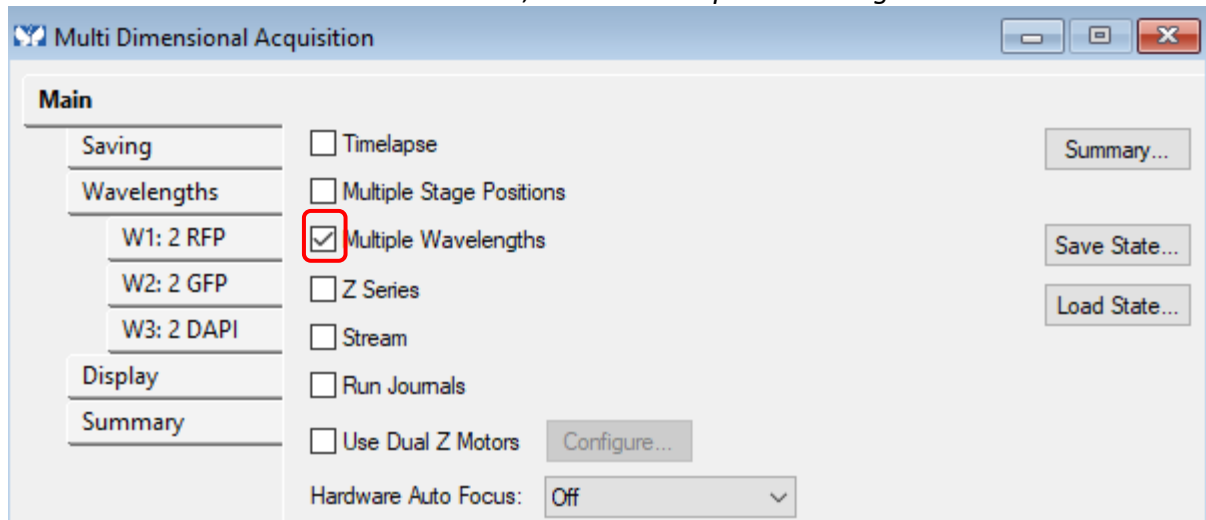 Multi Dimensional Acquisition
Main
Saving
Wavelengths
W1: 2 RFP
W2: 2 GFP
W3: 2 DAPI
Display
Summary
Timelapse
Multiple Stage Positions
Multiple Wavelengths
Z Series
Stream
Run Journals
Use Dual Z Motors Configure...
Hardware Auto Focus: Off
Summary...
Save State...
Load State...